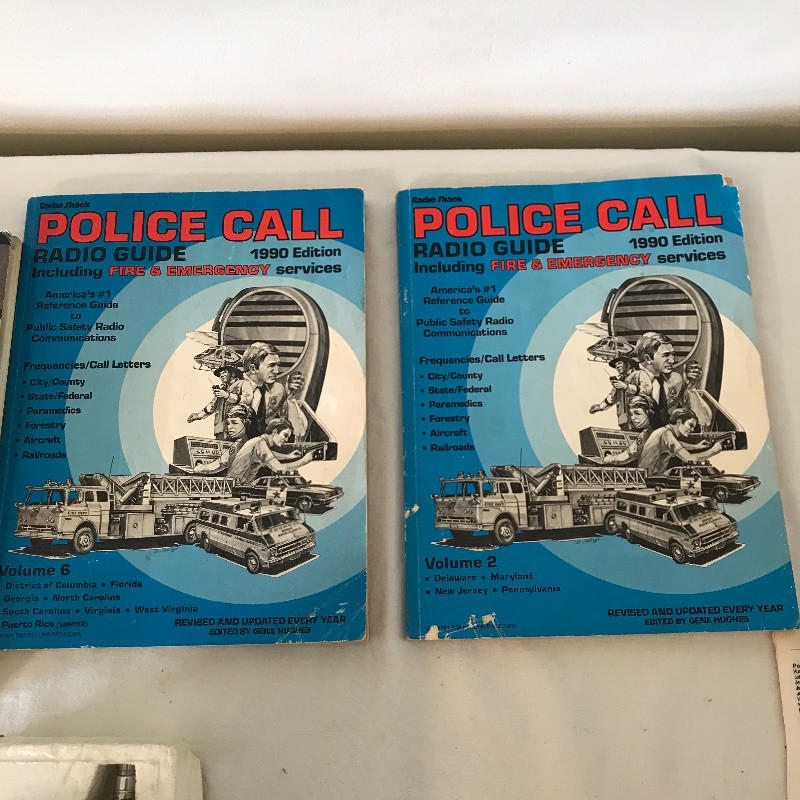 Radio Shack
POLICE CALL
RADIO GUIDE 1990 Edition
Including FIRE & EMERGENCY services
America's #1
Reference Guide
to
Public Safety Radio
Communications
Frequencies/Call Letters
• City/County
• State/Federal
• Paramedics
• Forestry
• Aircraft
• Railroads
Volume 6
District of Columbia • Florida
Georgia • North Carolina
South Carolina • Virginia • West Virginia
Puerto Rico (LIMITED)
REVISED AND UPDATED EVERY YEAR
EDITED BY GENE HUGHES
Radio Shack
POLICE CALL
RADIO GUIDE 1990 Edition
Including FIRE & EMERGENCY services
America's #1
Reference Guide
to
Public Safety Radio
Communications
Frequencies/Call Letters
• City/County
• State/Federal
• Paramedics
• Forestry
• Aircraft
• Railroads
Volume 2
• Delaware • Maryland
• New Jersey • Pennsylvania
REVISED AND UPDATED EVERY YEAR
EDITED BY GENE HUGHES